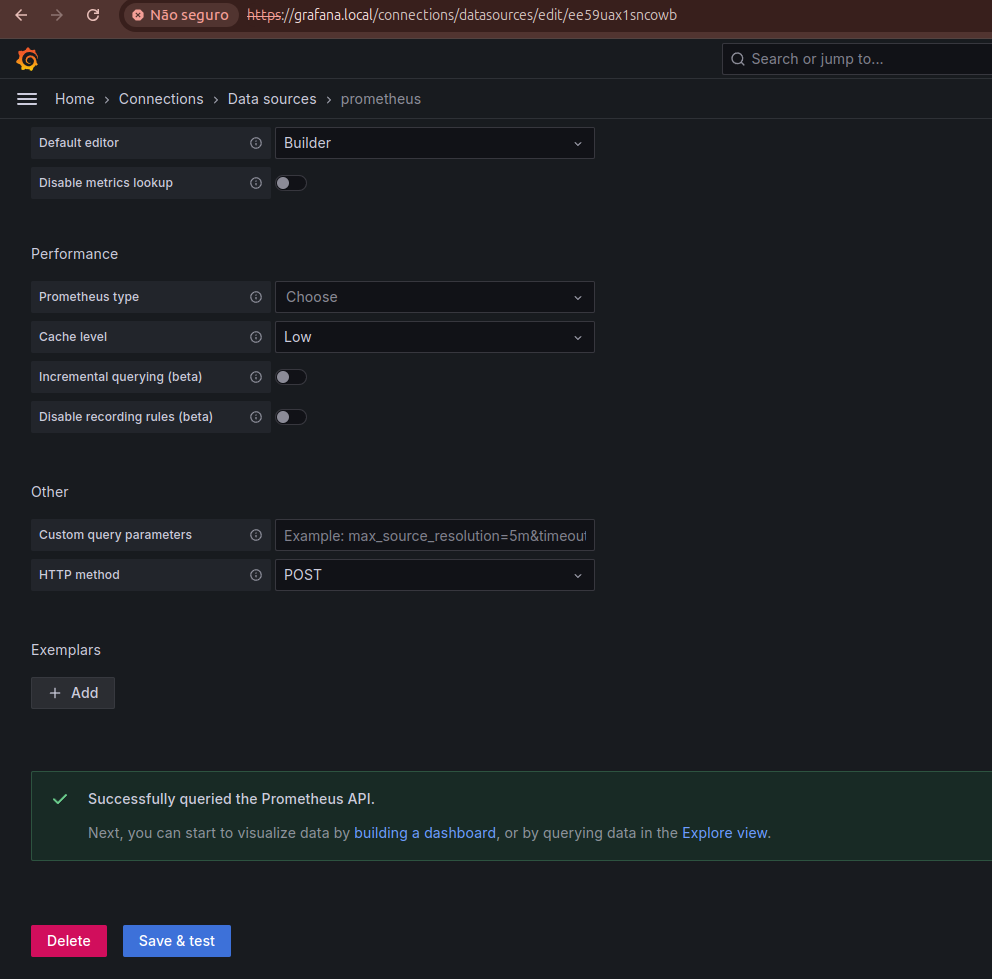 Não seguro https://grafana.local/connections/datasources/edit/ee59uax1sncowb
Search or jump to...
Home › Connections › Data sources › prometheus
Default editor Builder
Disable metrics lookup
Performance
Prometheus type Choose
Cache level Low
Incremental querying (beta)
Disable recording rules (beta)
Other
Custom query parameters Example: max_source_resolution=5m&timeout
HTTP method POST
Exemplars
+ Add
Successfully queried the Prometheus API.
Next, you can start to visualize data by building a dashboard, or by querying data in the Explore view.
Delete Save & test